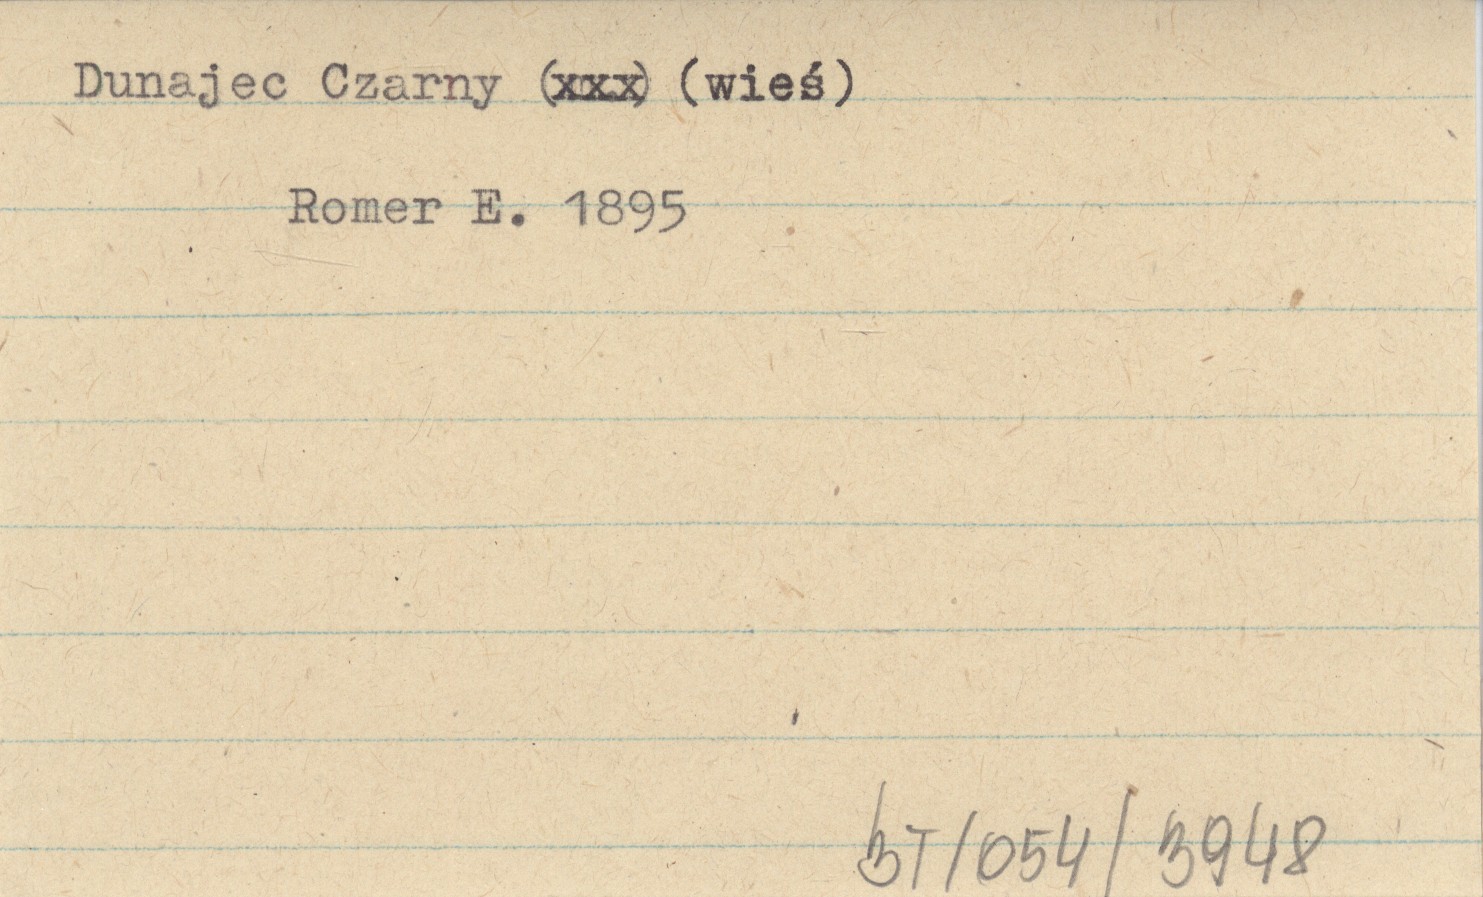 Dunajec Czarny (xxx) (wieś)
Romer E. 1895
BT/054/3948